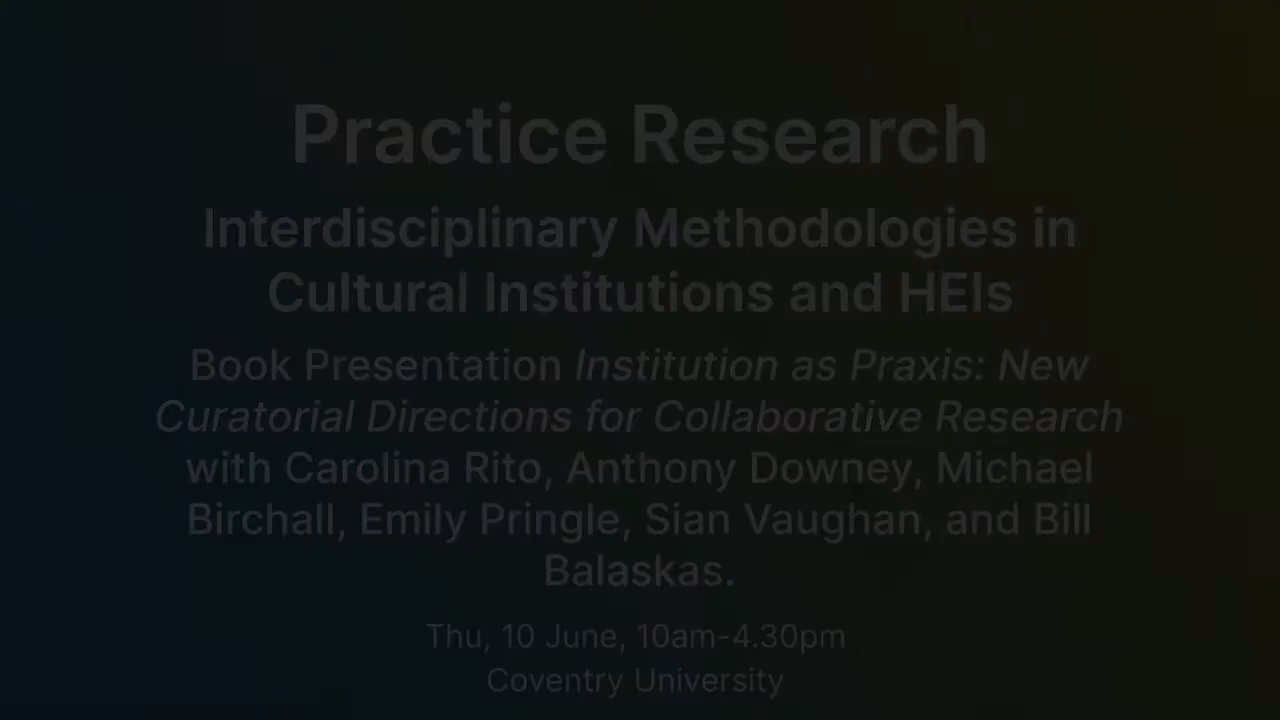 Practice Research
Interdisciplinary Methodologies in
Cultural Institutions and HEIs
Book Presentation Institution as Praxis: New
Curatorial Directions for Collaborative Research
with Carolina Rito, Anthony Downey, Michael
Birchall, Emily Pringle, Sian Vaughan, and Bill
Balaskas.
Thu, 10 June, 10am-4.30pm
Coventry University